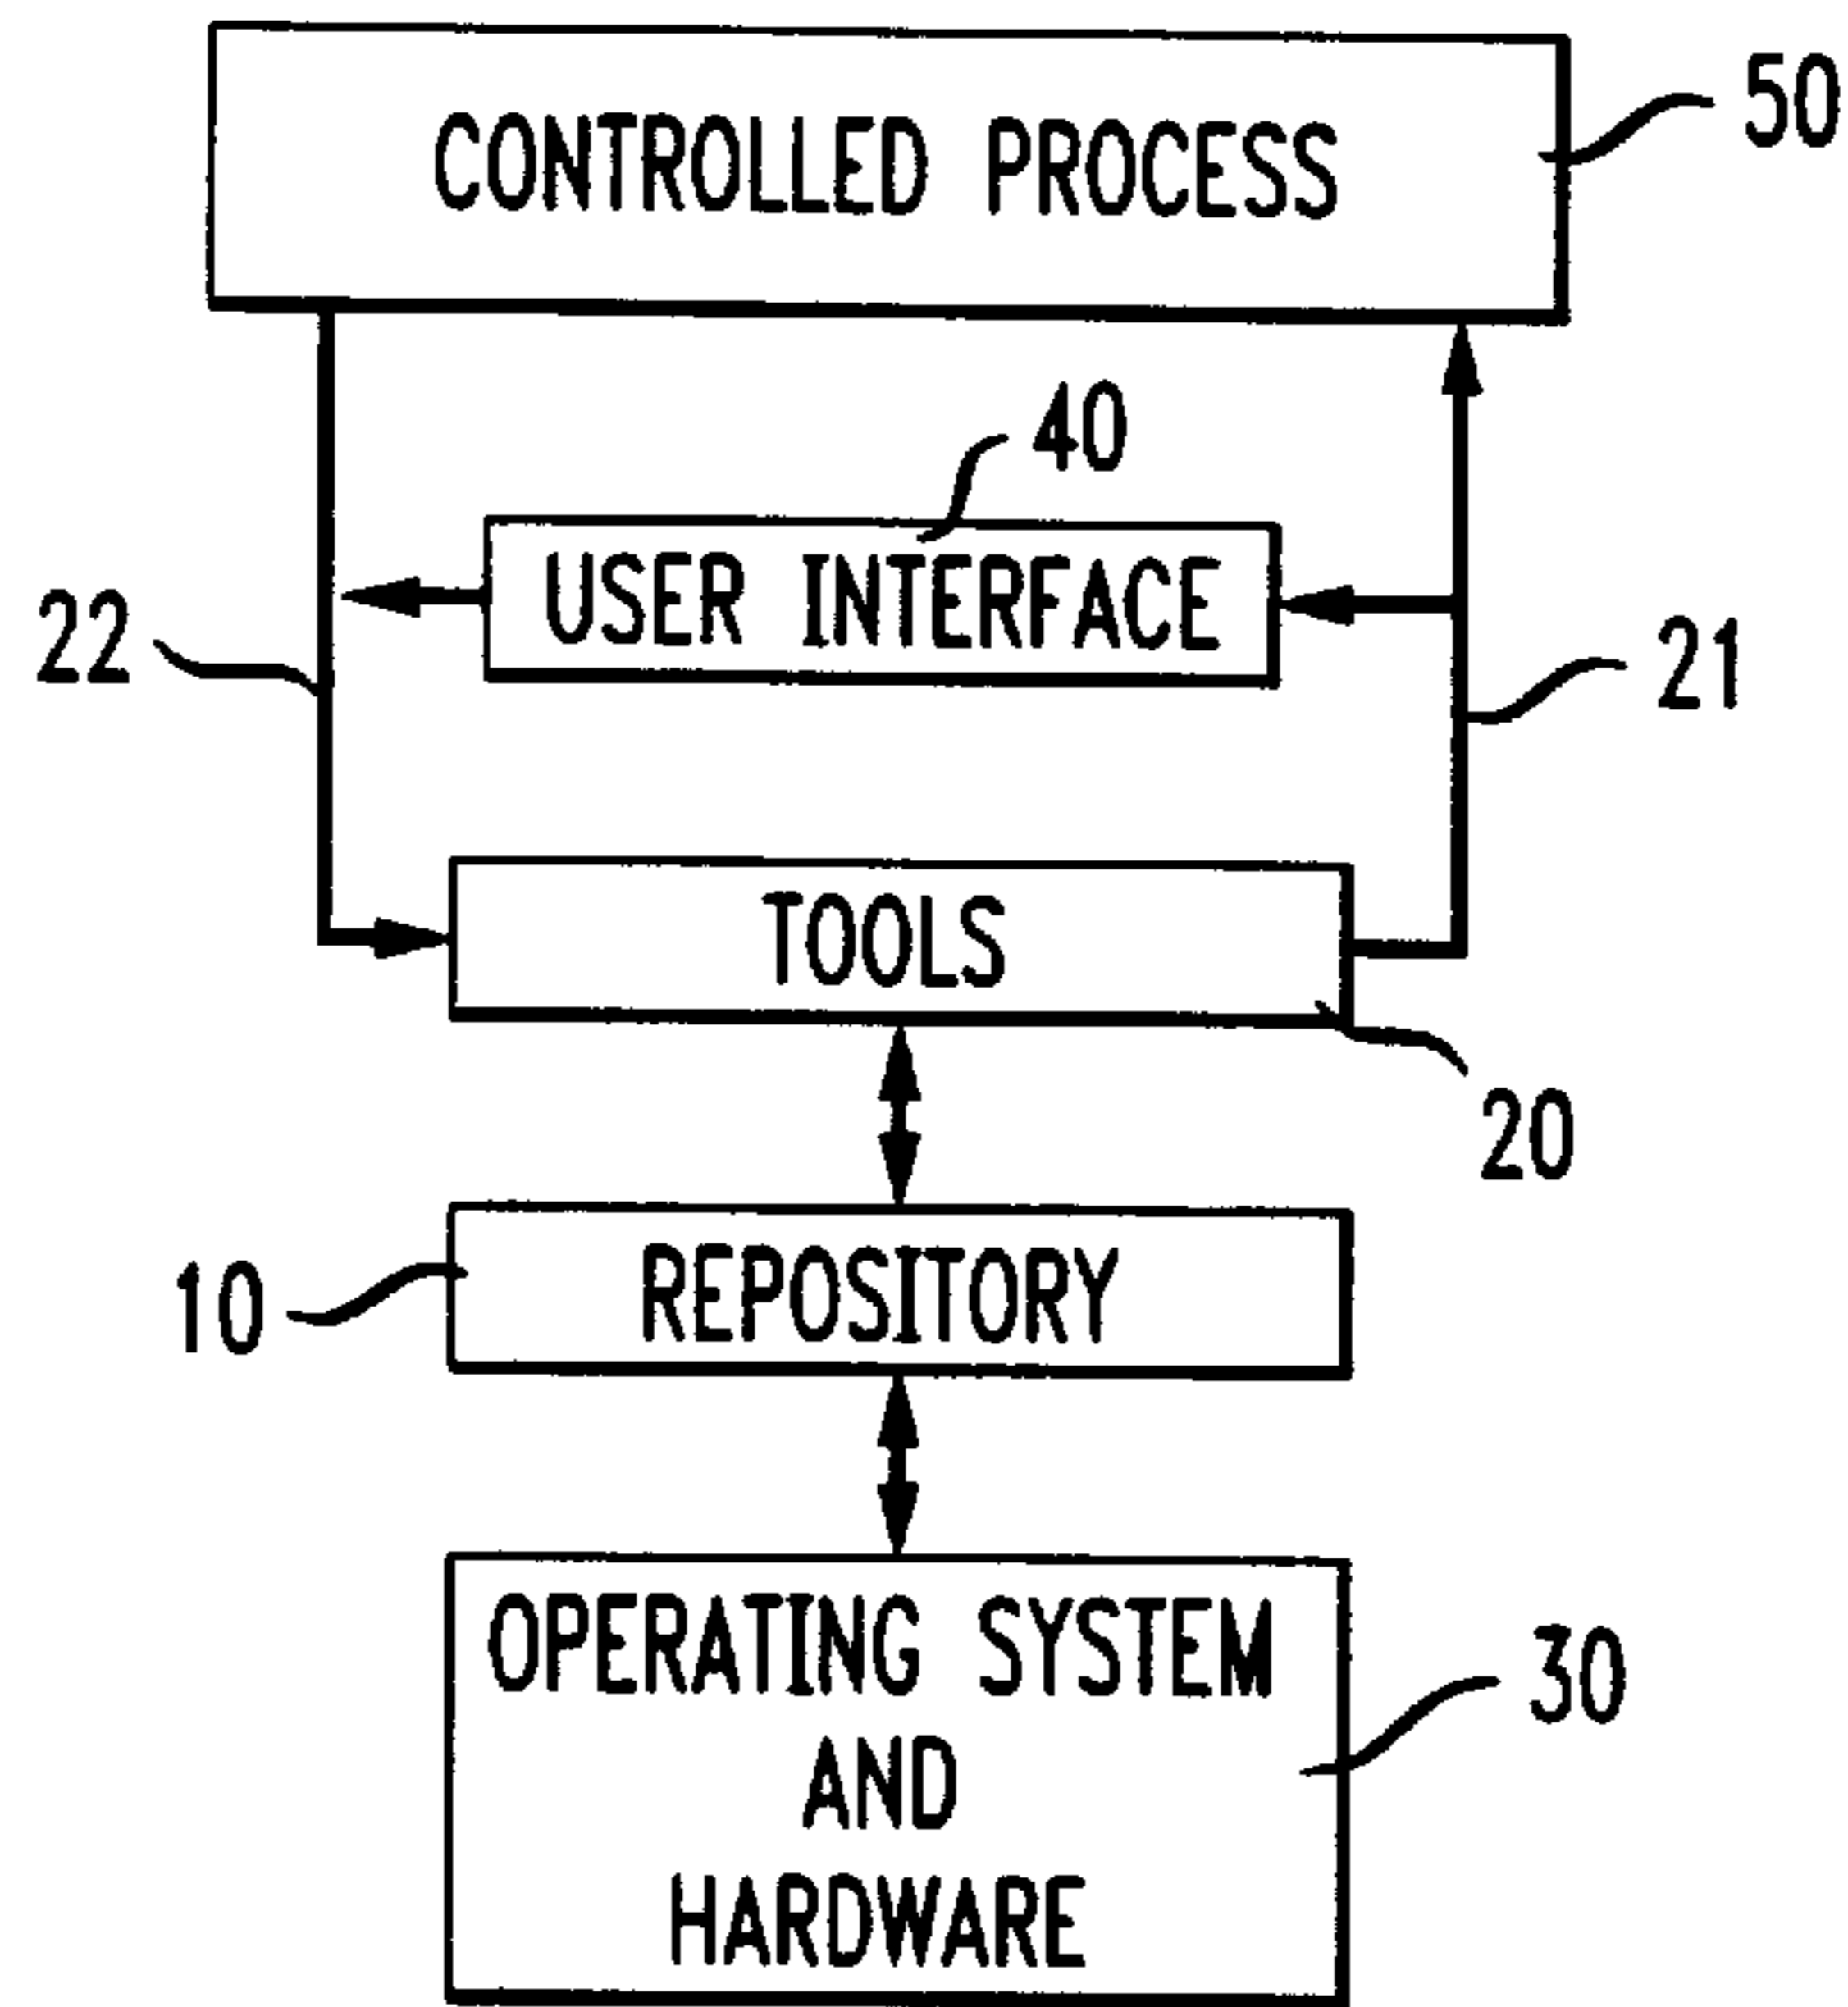 CONTROLLED PROCESS
50
40
USER INTERFACE
22
21
TOOLS
20
10
REPOSITORY
OPERATING SYSTEM
30
AND
HARDWARE